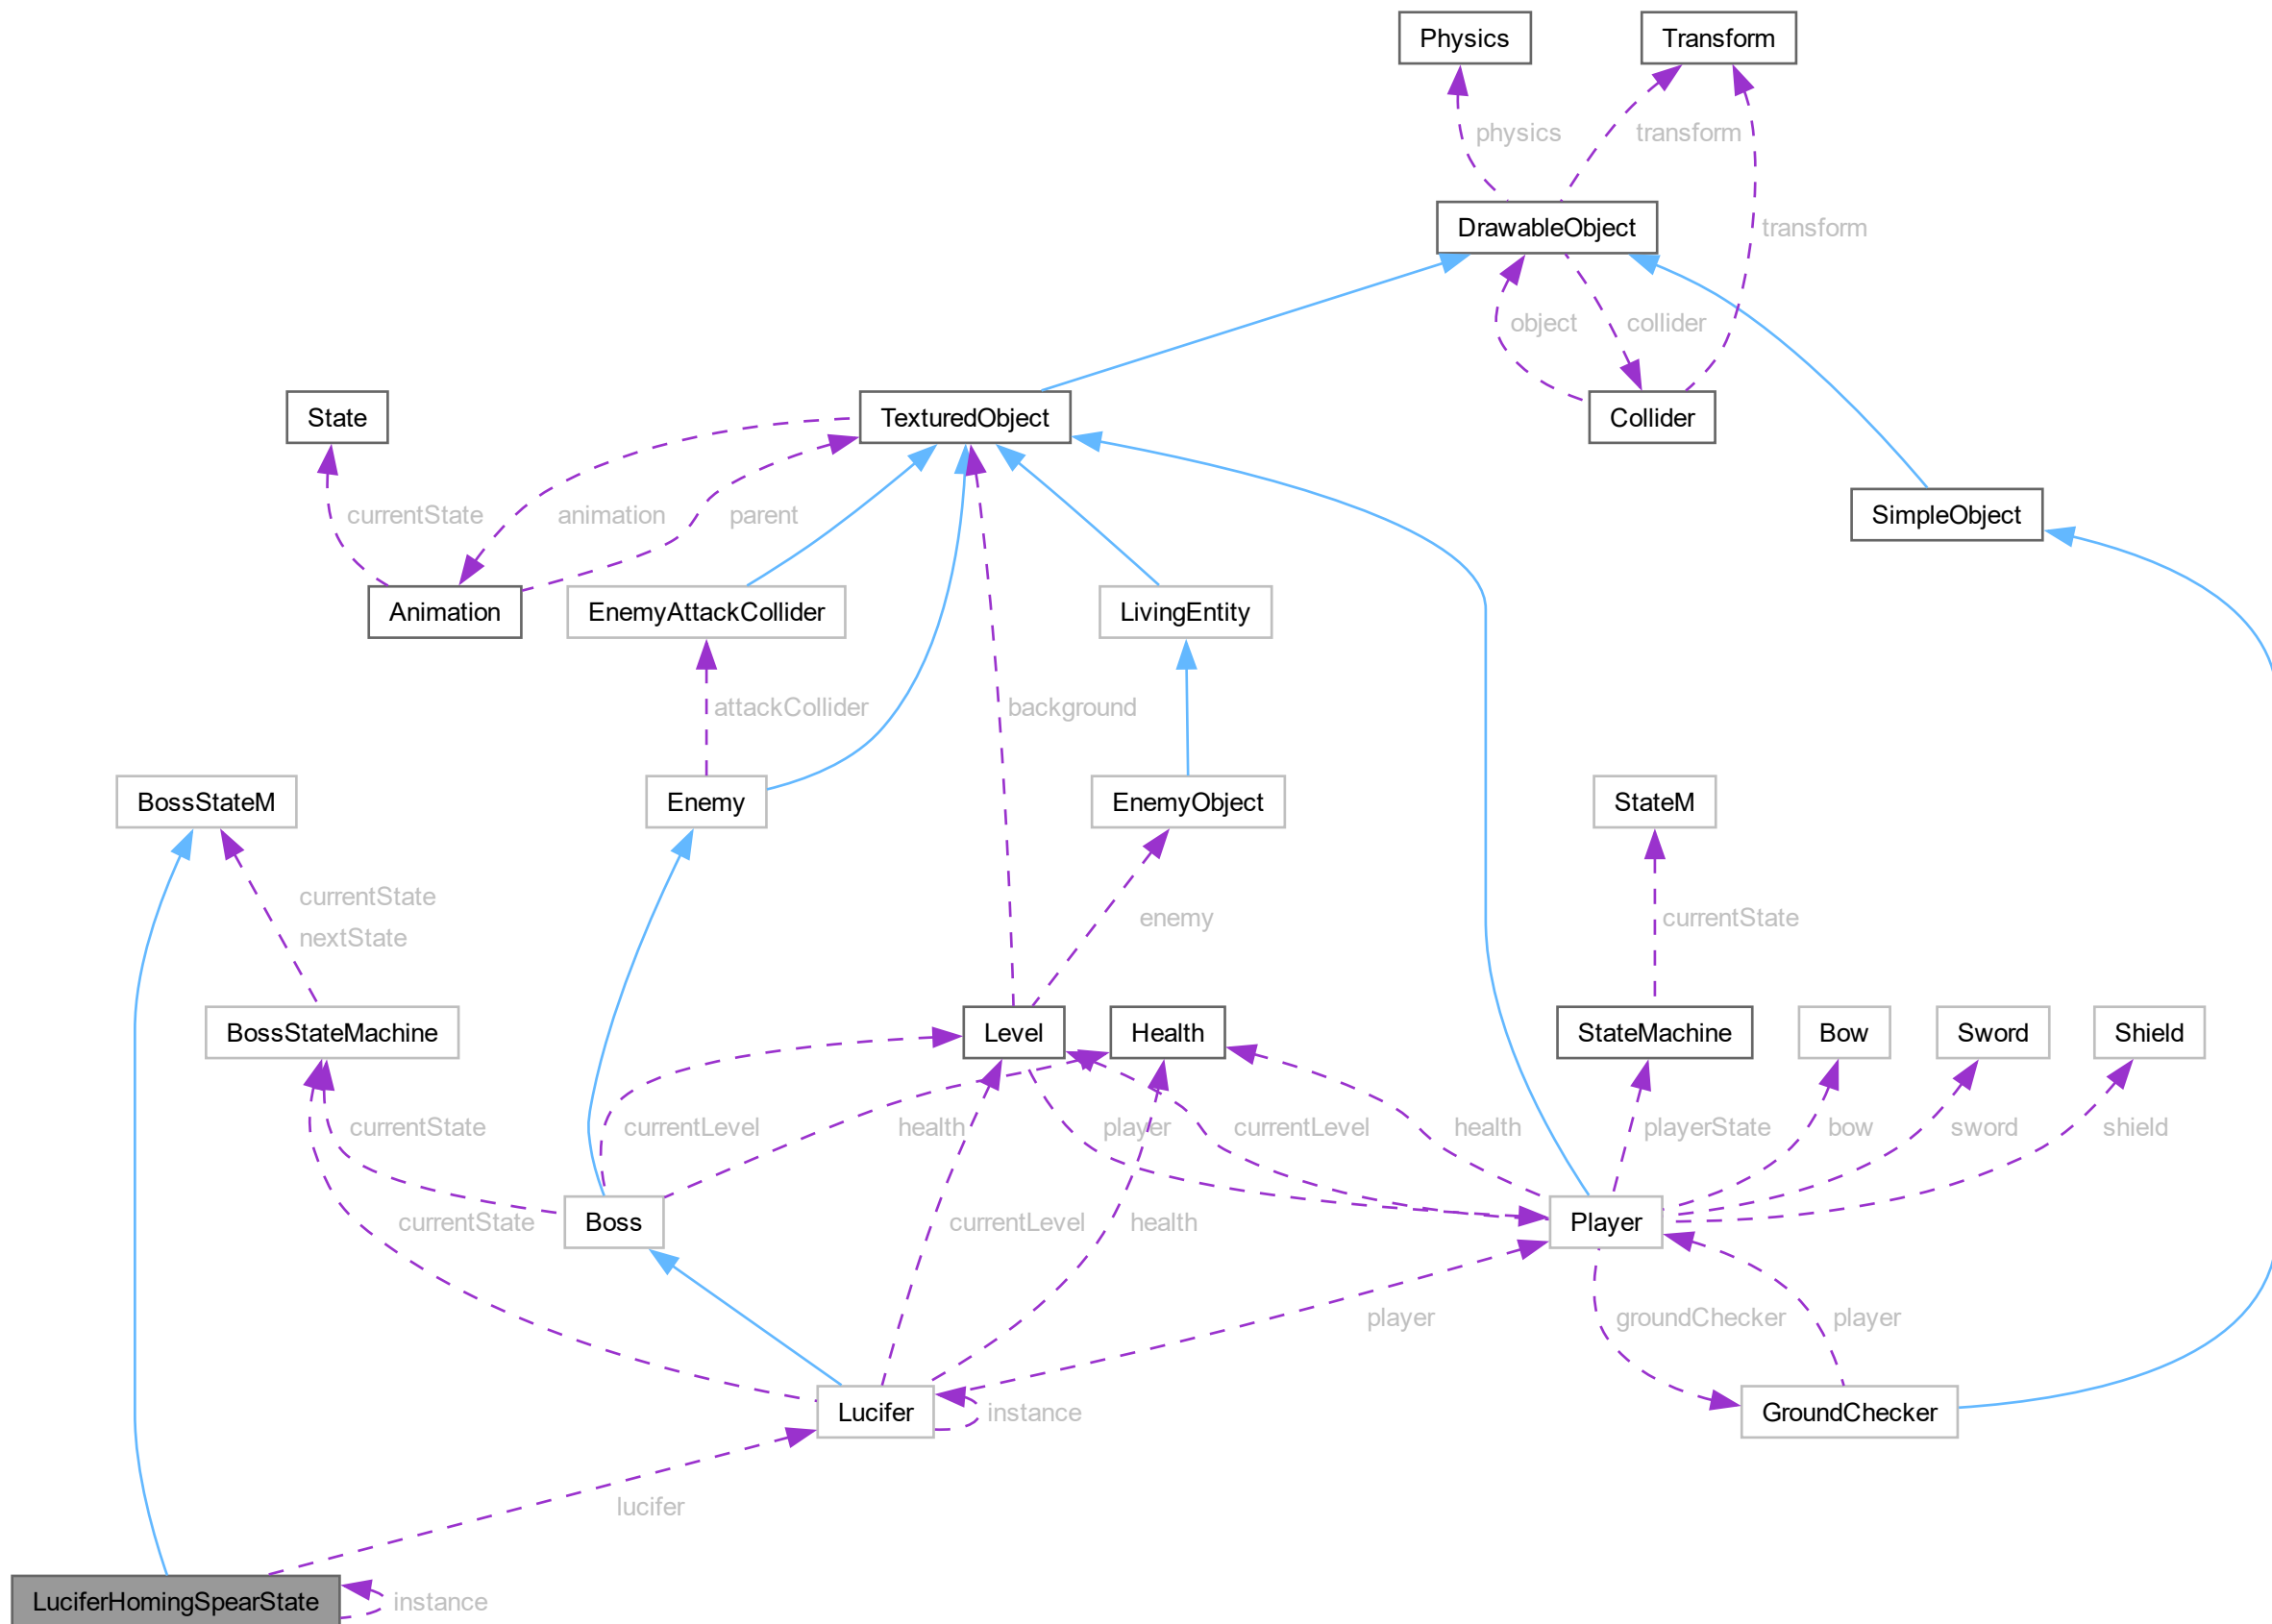 Physics
Transform
physics
transform
DrawableObject
transform
object
collider
State
TexturedObject
Collider
currentState
animation
parent
SimpleObject
Animation
EnemyAttackCollider
LivingEntity
attackCollider
background
BossStateM
Enemy
EnemyObject
StateM
currentState
nextState
enemy
currentState
BossStateMachine
Level
Health
StateMachine
Bow
Sword
Shield
currentState
currentLevel
health
player
currentLevel
health
playerState
bow
sword
shield
currentState
Boss
currentLevel
health
Player
player
groundChecker
player
Lucifer
instance
GroundChecker
lucifer
LuciferHomingSpearState
instance